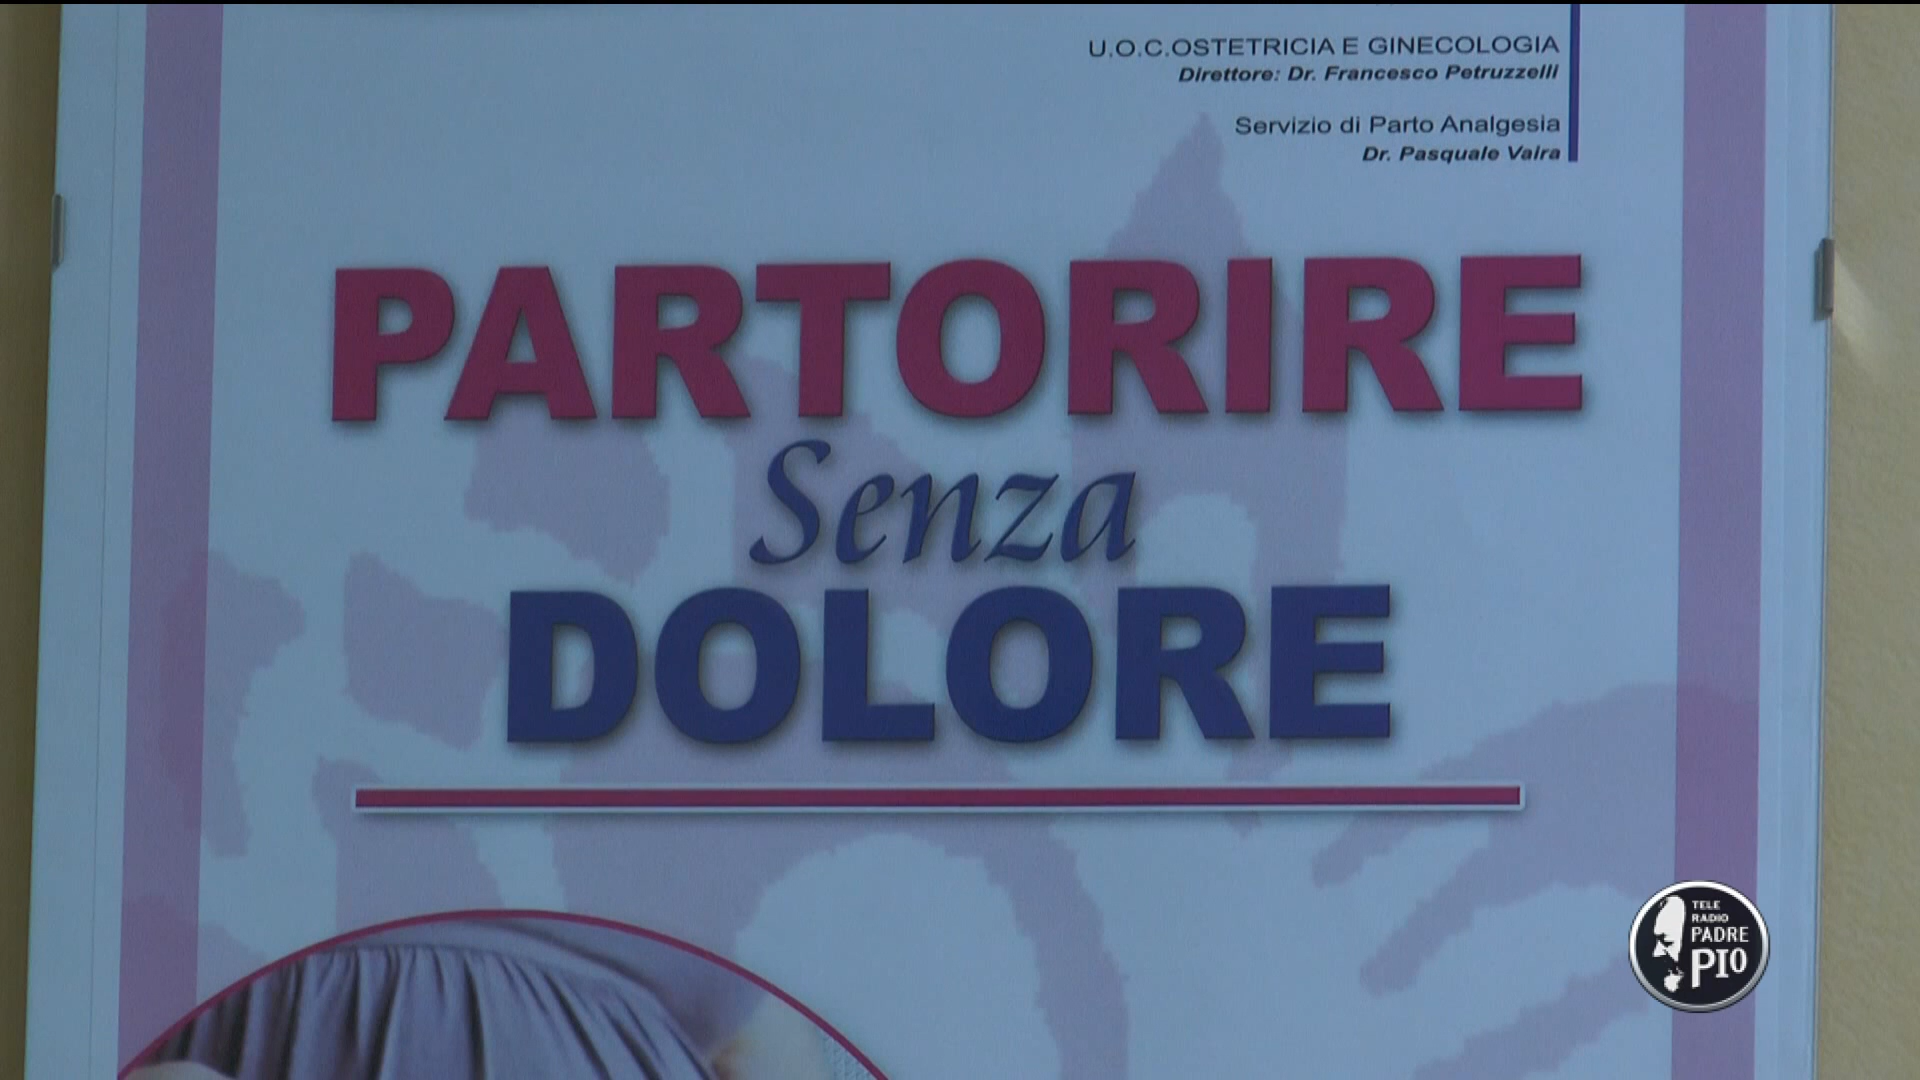 U.O.C.OSTETRICIA E GINECOLOGIA
Direttore: Dr. Francesco Petruzzelli
Servizio di Parto Analgesia
Dr. Pasquale Vaira
PARTORIRE
Senza
DOLORE
TELE
RADIO
PADRE
PIO